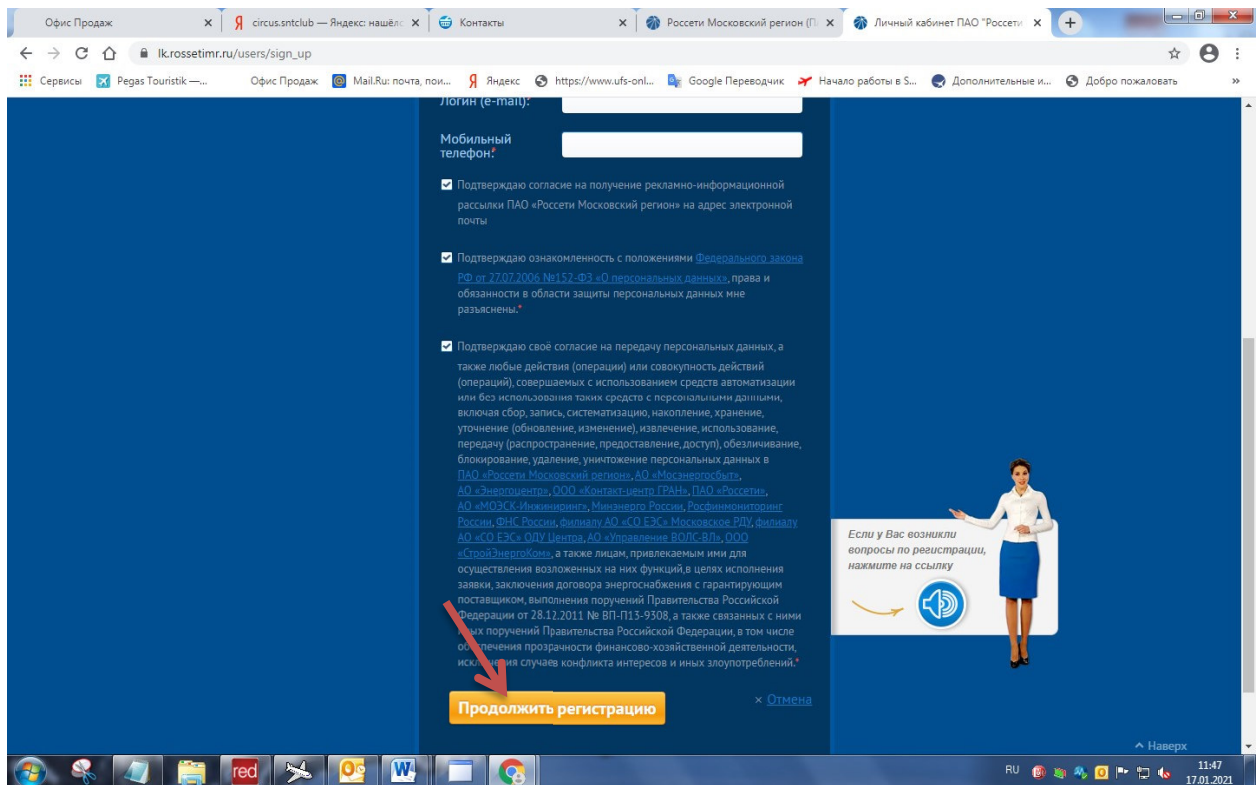 Офис Продаж
circus.sntclub — Яндекс: нашёлс
Контакты
Россети Московский регион (П
Личный кабинет ПАО "Россети
lk.rossetimr.ru/users/sign_up
Сервисы
Pegas Touristik —...
Офис Продаж
Mail.Ru: почта, пои...
Яндекс
https://www.ufs-onl...
Google Переводчик
Начало работы в S...
Дополнительные и...
Добро пожаловать
»
Логин (e-mail):*
Мобильный
телефон:*
Подтверждаю согласие на получение рекламно-информационной
рассылки ПАО «Россети Московский регион» на адрес электронной
почты
Подтверждаю ознакомленность с положениями Федерального закона
РФ от 27.07.2006 №152-ФЗ «О персональных данных», права и
обязанности в области защиты персональных данных мне
разъяснены.*
Подтверждаю своё согласие на передачу персональных данных, а
также любые действия (операции) или совокупность действий
(операций), совершаемых с использованием средств автоматизации
или без использования таких средств с персональными данными,
включая сбор, запись, систематизацию, накопление, хранение,
уточнение (обновление, изменение), извлечение, использование,
передачу (распространение, предоставление, доступ), обезличивание,
блокирование, удаление, уничтожение персональных данных в
ПАО «Россети Московский регион», АО «Мосэнергосбыт»,
АО «Энергоцентр», ООО «Контакт-центр ГРАН», ПАО «Россети»,
АО «МОЭСК-Инжиниринг», Минэнерго России, Росфинмониторинг
России, ФНС России, филиалу АО «СО ЕЭС» Московское РДУ, филиалу
АО «СО ЕЭС» ОДУ Центра, АО «Управление ВОЛС-ВЛ», ООО
«СтройЭнергоКом», а также лицам, привлекаемым ими для
осуществления возложенных на них функций,в целях исполнения
заявки, заключения договора энергоснабжения с гарантирующим
поставщиком, выполнения поручений Правительства Российской
Федерации от 28.12.2011 № ВП-П13-9308, а также связанных с ними
иных поручений Правительства Российской Федерации, в том числе
обеспечения прозрачности финансово-хозяйственной деятельности,
исключения случаев конфликта интересов и иных злоупотреблений.*
Если у Вас возникли
вопросы по регистрации,
нажмите на ссылку
Продолжить регистрацию
× Отмена
Наверх
red
RU
11:47
17.01.2021